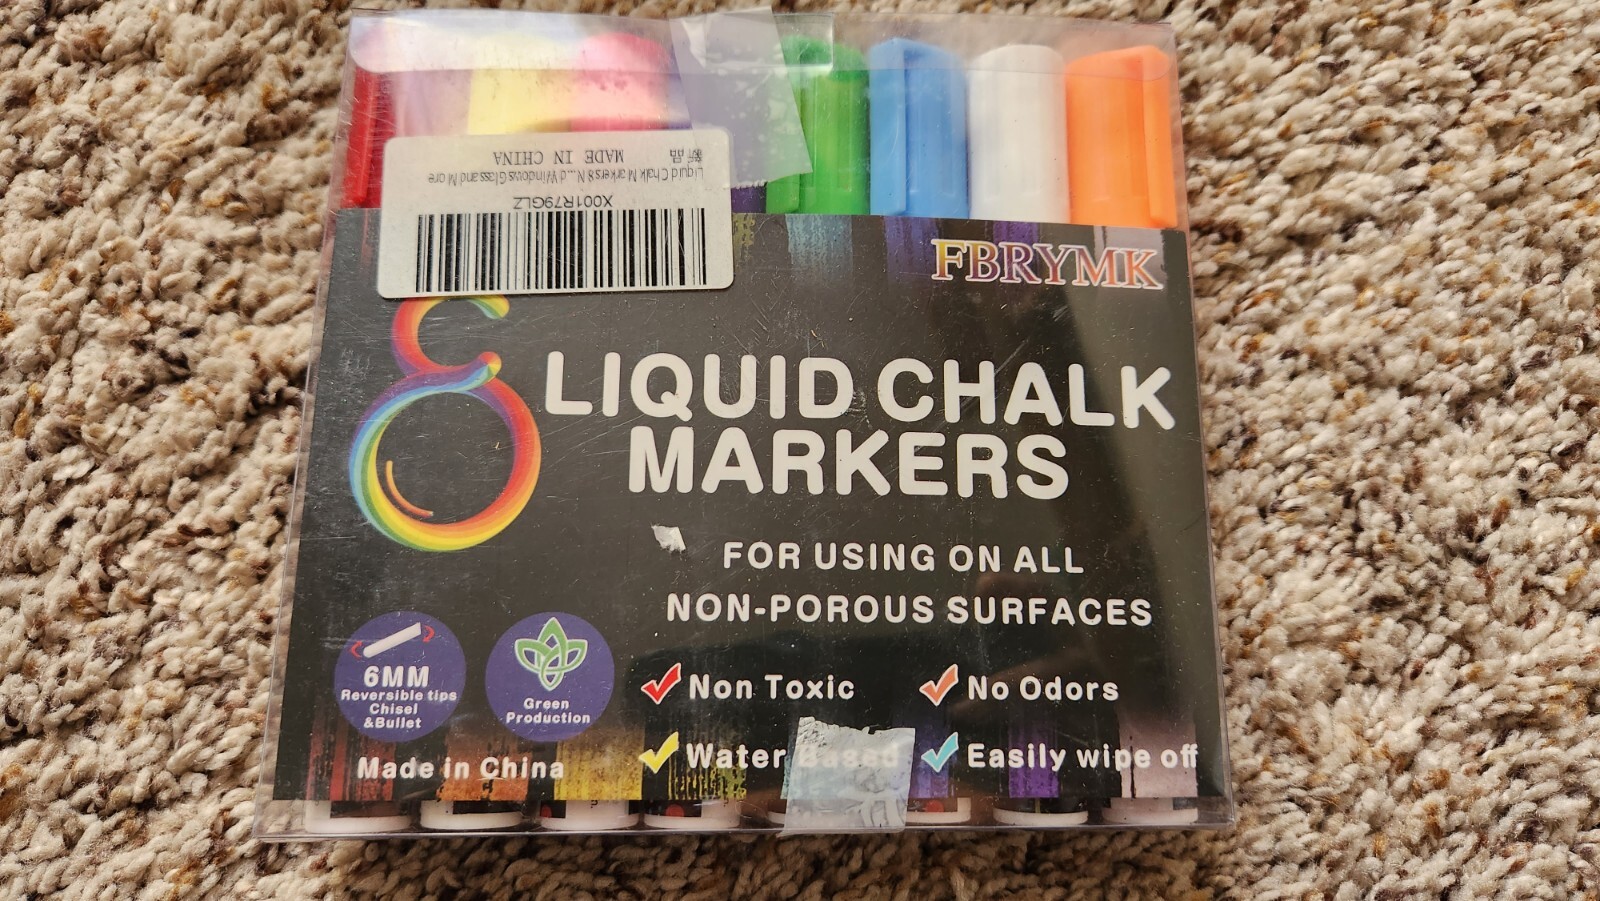 新品 MADE IN CHINA
Liquid Chalk Markers 8 N...d Windows Glass and More
X001R79GLZ
FBRYMK
8 LIQUID CHALK
MARKERS
FOR USING ON ALL
NON-POROUS SURFACES
6MM
Reversible tips
Chisel
&Bullet
Green
Production
Non Toxic
No Odors
Water Based
Easily wipe off
Made in China